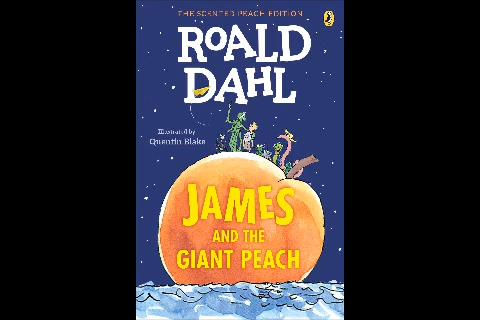 THE SCENTED PEACH EDITION
ROALD
DAHL
Illustrated by
Quentin Blake
JAMES
AND THE
GIANT PEACH